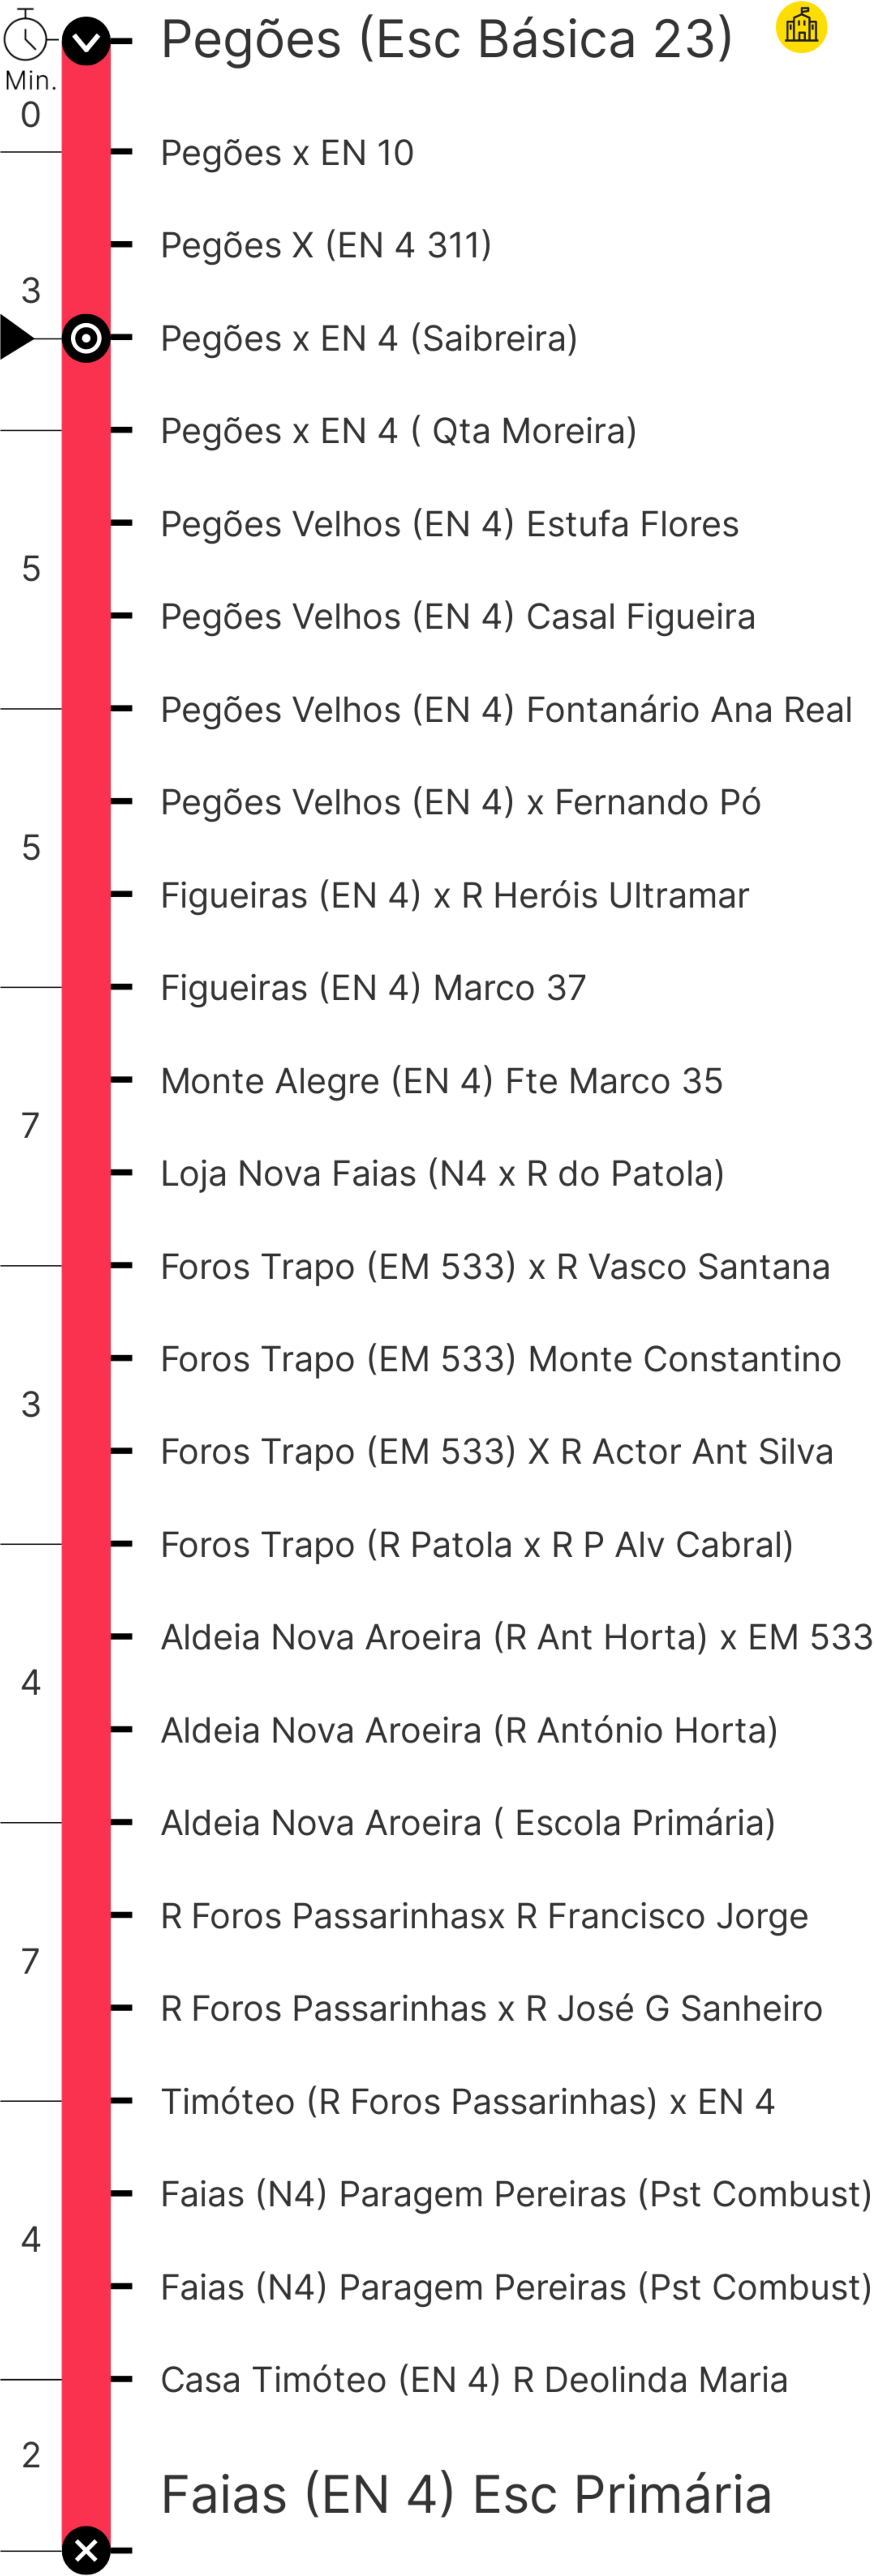 Pegões (Esc Básica 23)
Min.
0
Pegões x EN 10
Pegões X (EN 4 311)
3
Pegões x EN 4 (Saibreira)
Pegões x EN 4 ( Qta Moreira)
Pegões Velhos (EN 4) Estufa Flores
5
Pegões Velhos (EN 4) Casal Figueira
Pegões Velhos (EN 4) Fontanário Ana Real
Pegões Velhos (EN 4) x Fernando Pó
5
Figueiras (EN 4) x R Heróis Ultramar
Figueiras (EN 4) Marco 37
Monte Alegre (EN 4) Fte Marco 35
7
Loja Nova Faias (N4 x R do Patola)
Foros Trapo (EM 533) x R Vasco Santana
Foros Trapo (EM 533) Monte Constantino
3
Foros Trapo (EM 533) X R Actor Ant Silva
Foros Trapo (R Patola x R P Alv Cabral)
Aldeia Nova Aroeira (R Ant Horta) x EM 533
4
Aldeia Nova Aroeira (R António Horta)
Aldeia Nova Aroeira ( Escola Primária)
R Foros Passarinhasx R Francisco Jorge
7
R Foros Passarinhas x R José G Sanheiro
Timóteo (R Foros Passarinhas) x EN 4
Faias (N4) Paragem Pereiras (Pst Combust)
4
Faias (N4) Paragem Pereiras (Pst Combust)
Casa Timóteo (EN 4) R Deolinda Maria
2
Faias (EN 4) Esc Primária